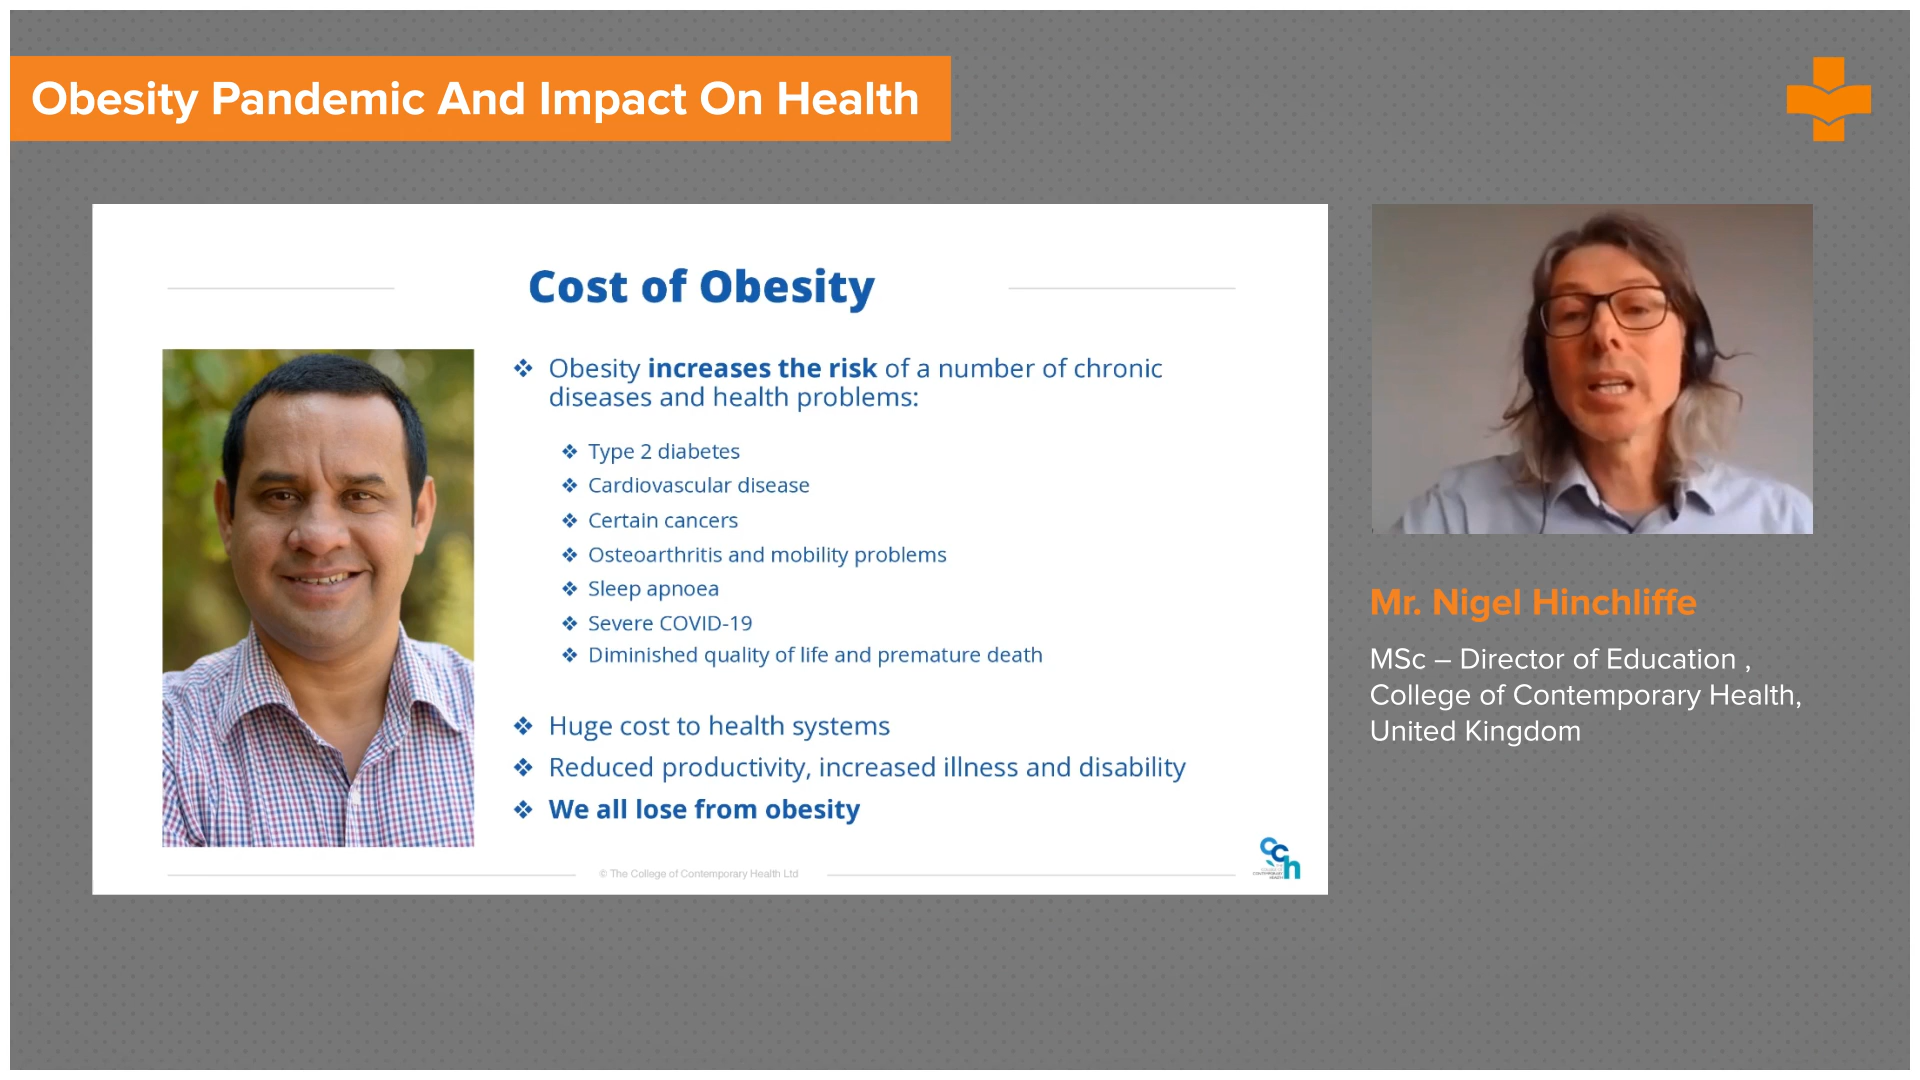 Obesity Pandemic And Impact On Health
Cost of Obesity
❖ Obesity increases the risk of a number of chronic
diseases and health problems:
❖ Type 2 diabetes
❖ Cardiovascular disease
❖ Certain cancers
❖ Osteoarthritis and mobility problems
❖ Sleep apnoea
❖ Severe COVID-19
❖ Diminished quality of life and premature death
❖ Huge cost to health systems
❖ Reduced productivity, increased illness and disability
❖ We all lose from obesity
© The College of Contemporary Health Ltd
cch
Mr. Nigel Hinchliffe
MSc – Director of Education ,
College of Contemporary Health,
United Kingdom